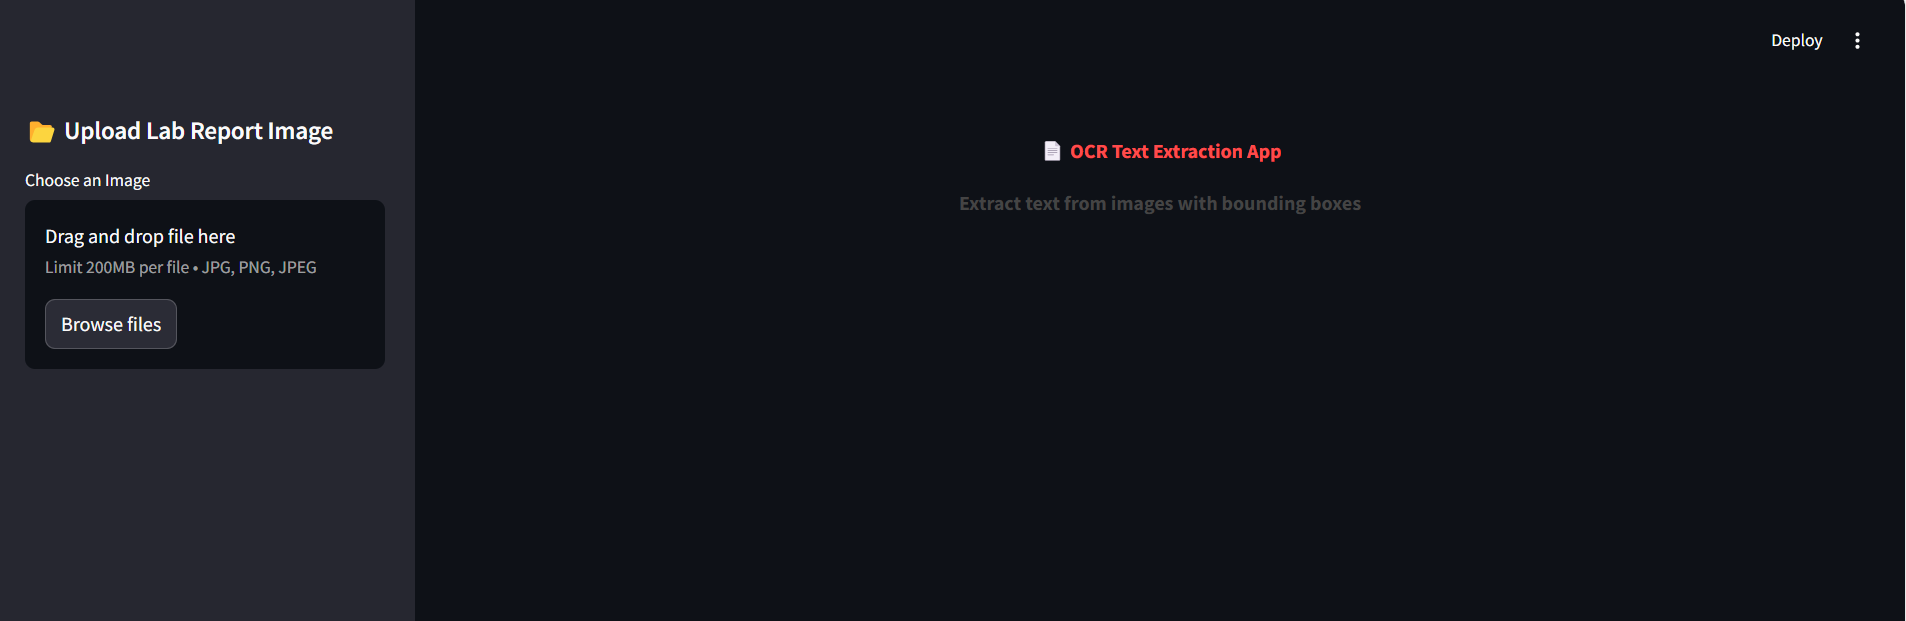 Deploy
Upload Lab Report Image
Choose an Image
Drag and drop file here
Limit 200MB per file • JPG, PNG, JPEG
Browse files
OCR Text Extraction App
Extract text from images with bounding boxes